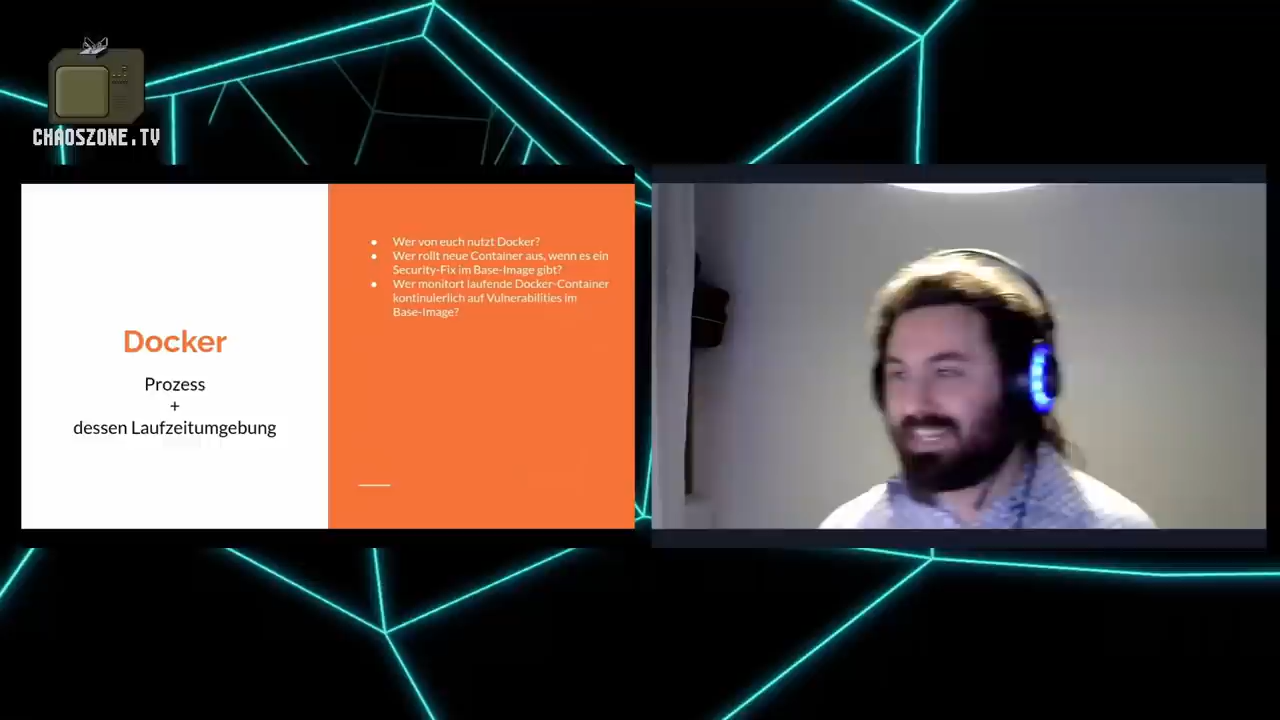 CHAOSZONE.TV
Docker
Prozess
+
dessen Laufzeitumgebung
● Wer von euch nutzt Docker?
● Wer rollt neue Container aus, wenn es ein
Security-Fix im Base-Image gibt?
● Wer monitort laufende Docker-Container
kontinuierlich auf Vulnerabilities im
Base-Image?